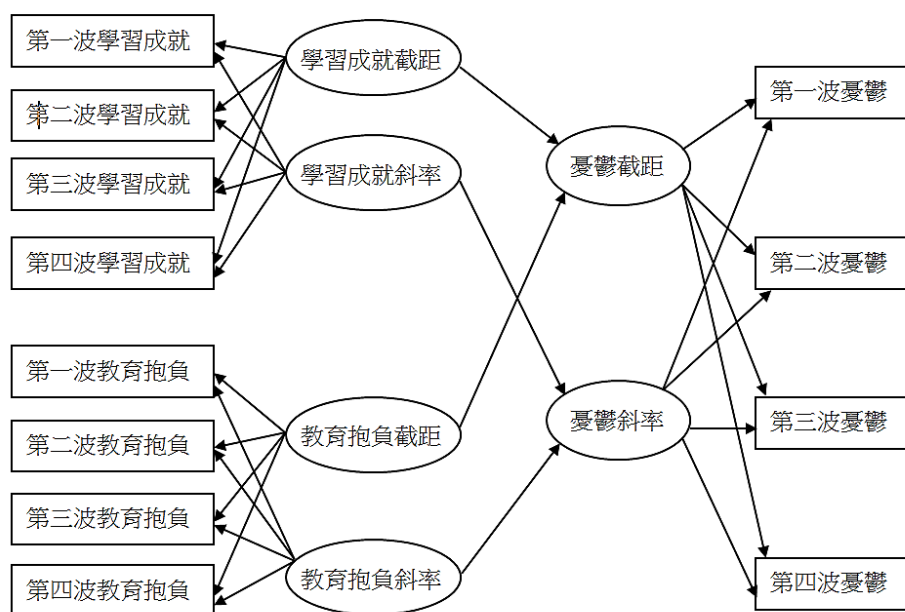 第一波學習成就
第二波學習成就
第三波學習成就
第四波學習成就
第一波教育抱負
第二波教育抱負
第三波教育抱負
第四波教育抱負
學習成就截距
學習成就斜率
教育抱負截距
教育抱負斜率
憂鬱截距
憂鬱斜率
第一波憂鬱
第二波憂鬱
第三波憂鬱
第四波憂鬱